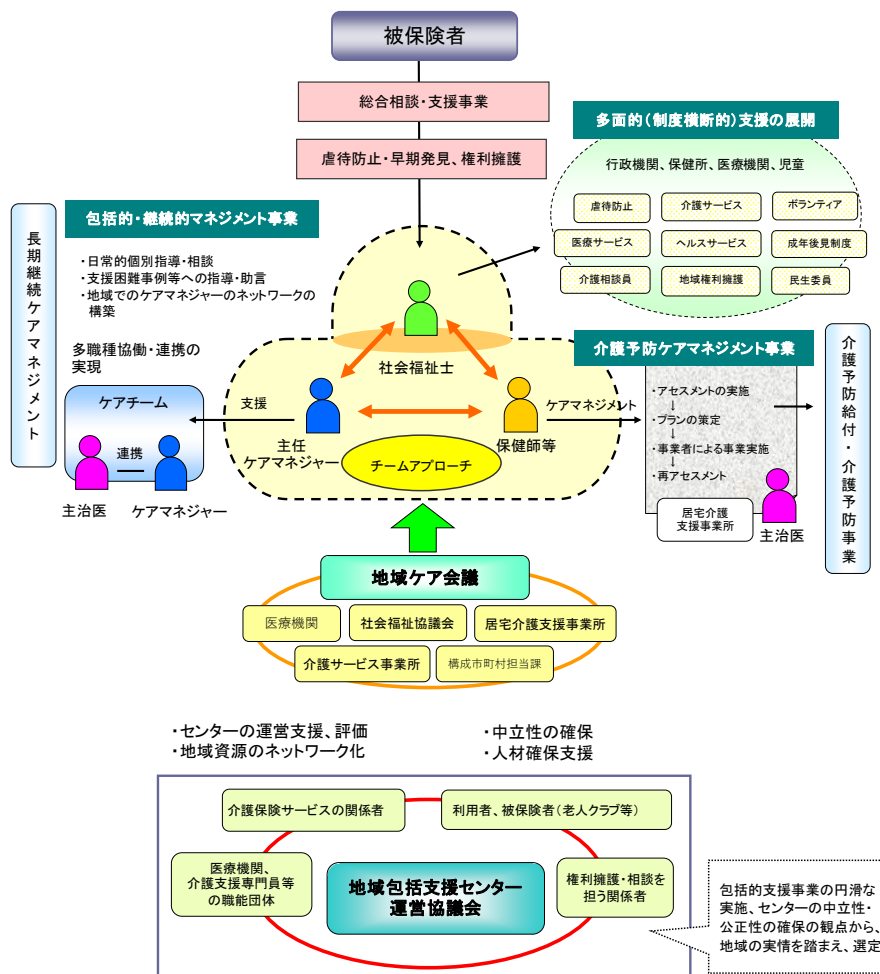 被保険者
総合相談・支援事業
虐待防止・早期発見、権利擁護
多面的(制度横断的)支援の展開
行政機関、保健所、医療機関、児童
虐待防止
介護サービス
ボランティア
医療サービス
ヘルスサービス
成年後見制度
介護相談員
地域権利擁護
民生委員
長期継続ケアマネジメント
包括的・継続的マネジメント事業
・日常的個別指導・相談
・支援困難事例等への指導・助言
・地域でのケアマネジャーのネットワークの
構築
多職種協働・連携の
実現
ケアチーム
連携
主治医
ケアマネジャー
支援
社会福祉士
主任
ケアマネジャー
保健師等
チームアプローチ
ケアマネジメント
介護予防ケアマネジメント事業
・アセスメントの実施
↓
・プランの策定
↓
・事業者による事業実施
↓
・再アセスメント
居宅介護
支援事業所
主治医
介護予防給付・介護予防事業
地域ケア会議
医療機関
社会福祉協議会
居宅介護支援事業所
介護サービス事業所
構成市町村担当課
・センターの運営支援、評価
・地域資源のネットワーク化
・中立性の確保
・人材確保支援
介護保険サービスの関係者
利用者、被保険者(老人クラブ等)
医療機関、
介護支援専門員等
の職能団体
地域包括支援センター
運営協議会
権利擁護・相談を
担う関係者
包括的支援事業の円滑な
実施、センターの中立性・
公正性の確保の観点から、
地域の実情を踏まえ、選定